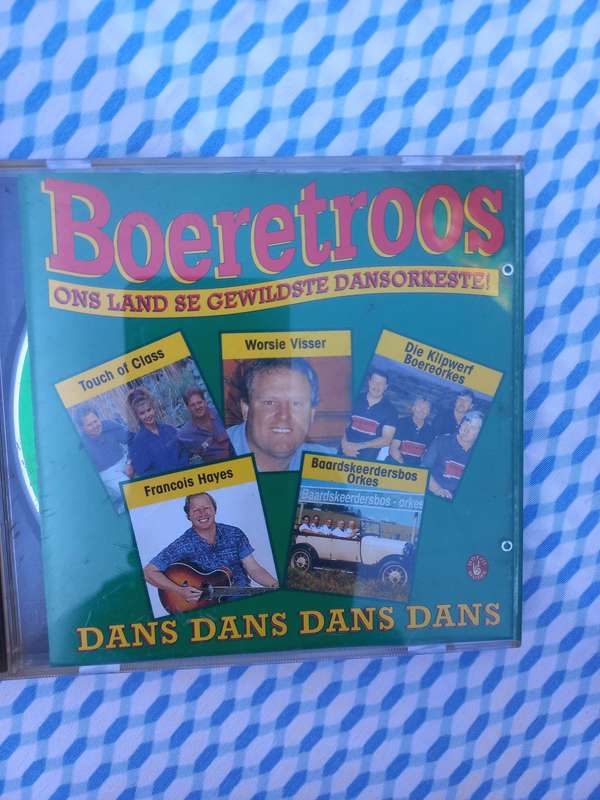 Boeretroos
ONS LAND SE GEWILDSTE DANSORKESTE!
Touch of Class
Worsie Visser
Die Klipwerf
Boereorkes
Francois Hayes
Baardskeerdersbos
Orkes
Baardskeerdersbos - orkes
DANS DANS DANS DANS